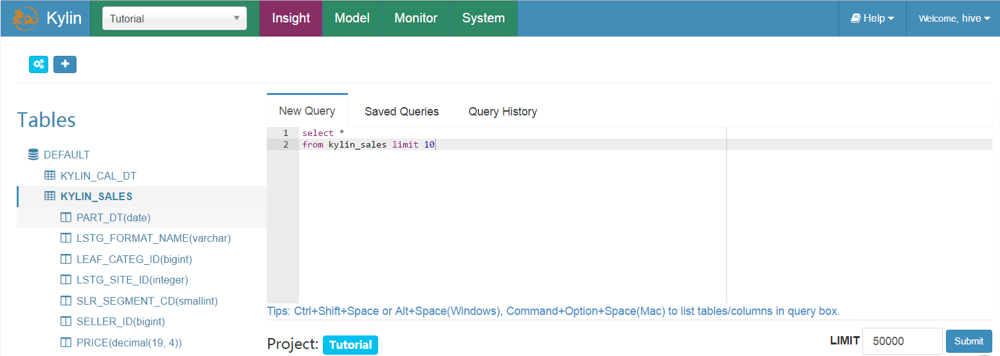 Kylin Tutorial Insight Model Monitor System Help Welcome, hive
Tables
New Query Saved Queries Query History
1 select *
2 from kylin_sales limit 10
DEFAULT
KYLIN_CAL_DT
KYLIN_SALES
PART_DT(date)
LSTG_FORMAT_NAME(varchar)
LEAF_CATEG_ID(bigint)
LSTG_SITE_ID(integer)
SLR_SEGMENT_CD(smallint)
SELLER_ID(bigint)
PRICE(decimal(19, 4))
Tips: Ctrl+Shift+Space or Alt+Space(Windows), Command+Option+Space(Mac) to list tables/columns in query box.
Project: Tutorial LIMIT 50000 Submit